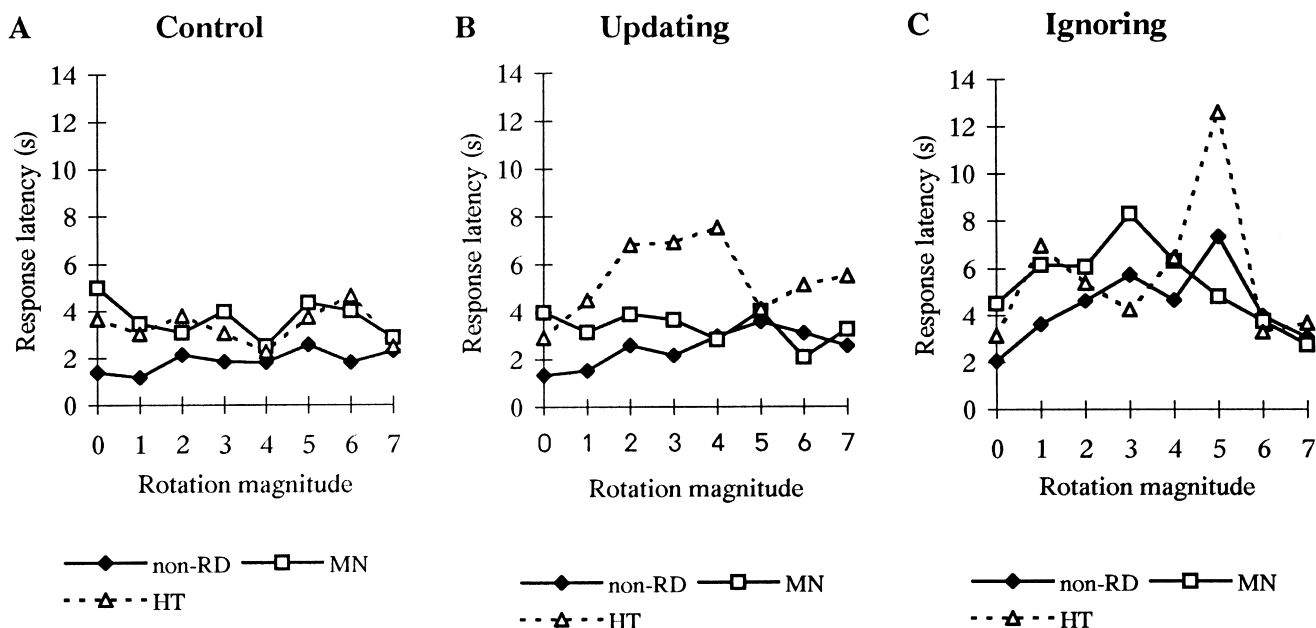 A Control
14
12
10
8
6
4
2
0
Response latency (s)
0 1 2 3 4 5 6 7
Rotation magnitude
non-RD MN
HT
B Updating
14
12
10
8
6
4
2
0
Response latency (s)
0 1 2 3 4 5 6 7
Rotation magnitude
non-RD MN
HT
C Ignoring
14
12
10
8
6
4
2
0
Response latency (s)
0 1 2 3 4 5 6 7
Rotation magnitude
non-RD MN
HT